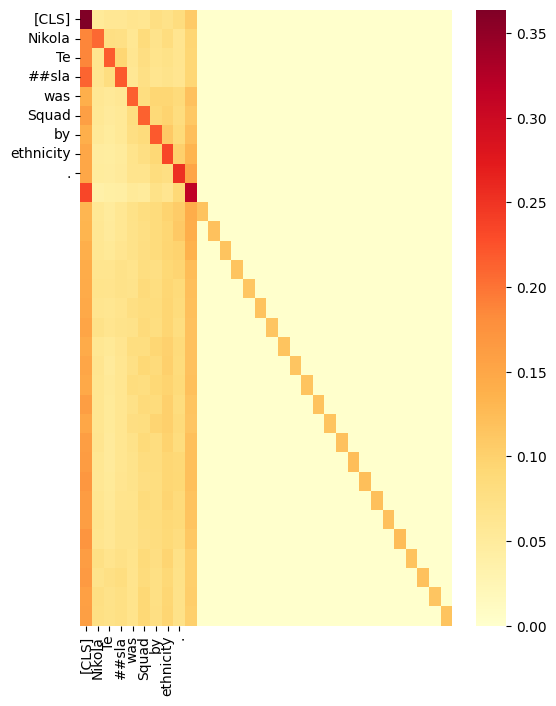 [CLS]
Nikola
Te
##sla
was
Squad
by
ethnicity
.
0.35
0.30
0.25
0.20
0.15
0.10
0.05
0.00
[CLS]
Nikola
Te
##sla
was
Squad
by
ethnicity
.